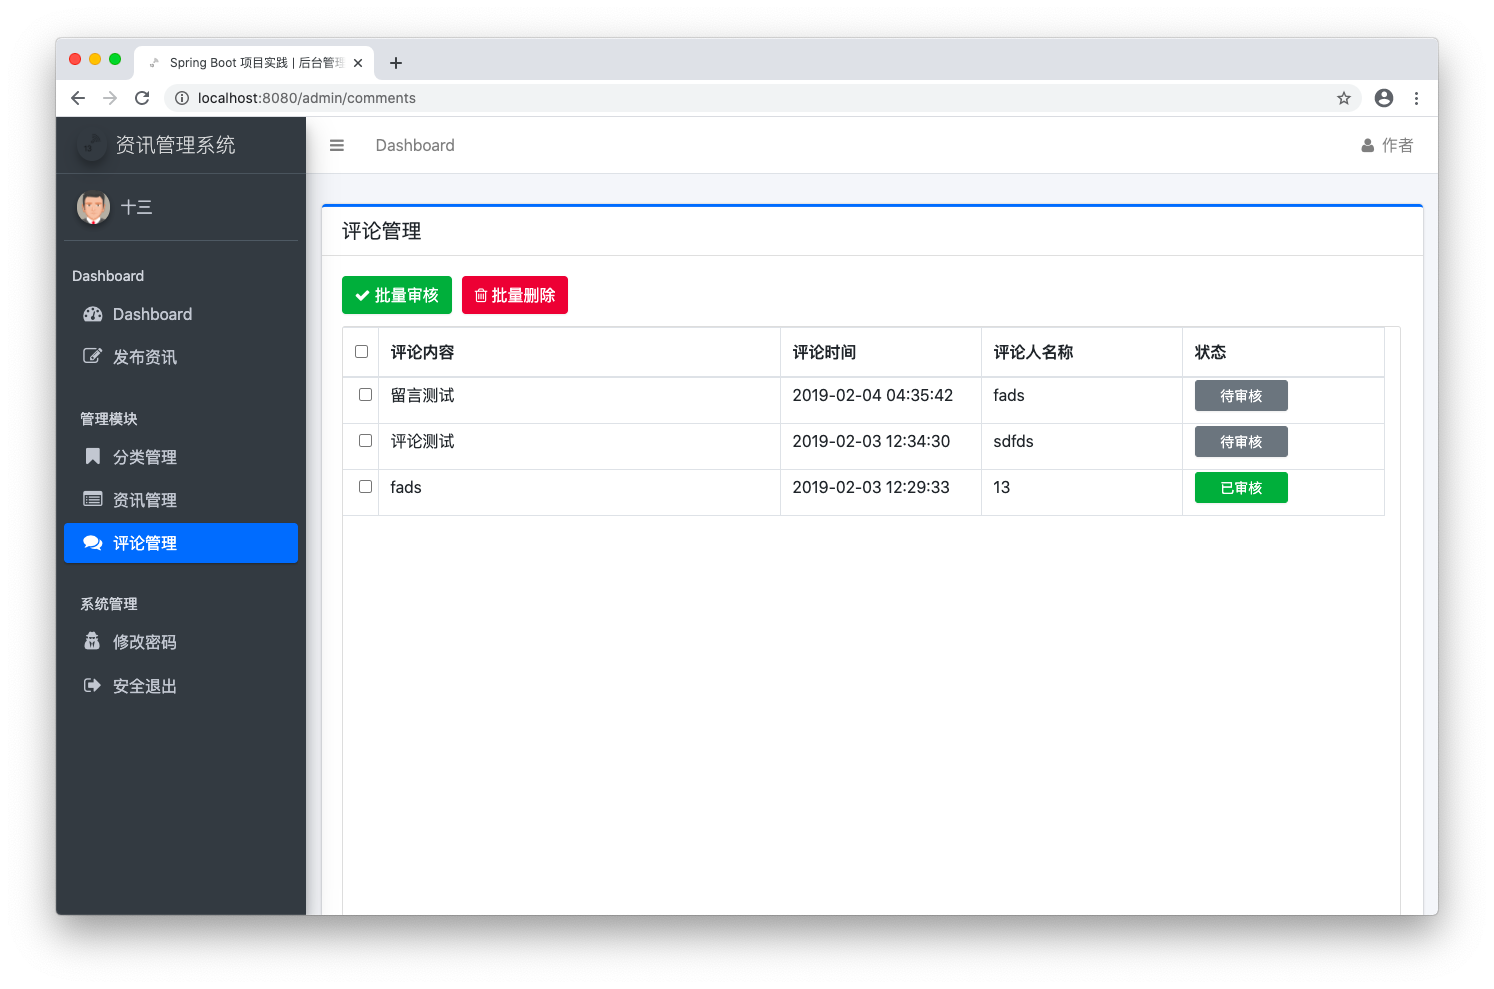 Spring Boot 项目实践 | 后台管理
localhost:8080/admin/comments
资讯管理系统
Dashboard
作者
十三
Dashboard
Dashboard
发布资讯
管理模块
分类管理
资讯管理
评论管理
系统管理
修改密码
安全退出
评论管理
批量审核 批量删除
评论内容 评论时间 评论人名称 状态
留言测试 2019-02-04 04:35:42 fads 待审核
评论测试 2019-02-03 12:34:30 sdfds 待审核
fads 2019-02-03 12:29:33 13 已审核